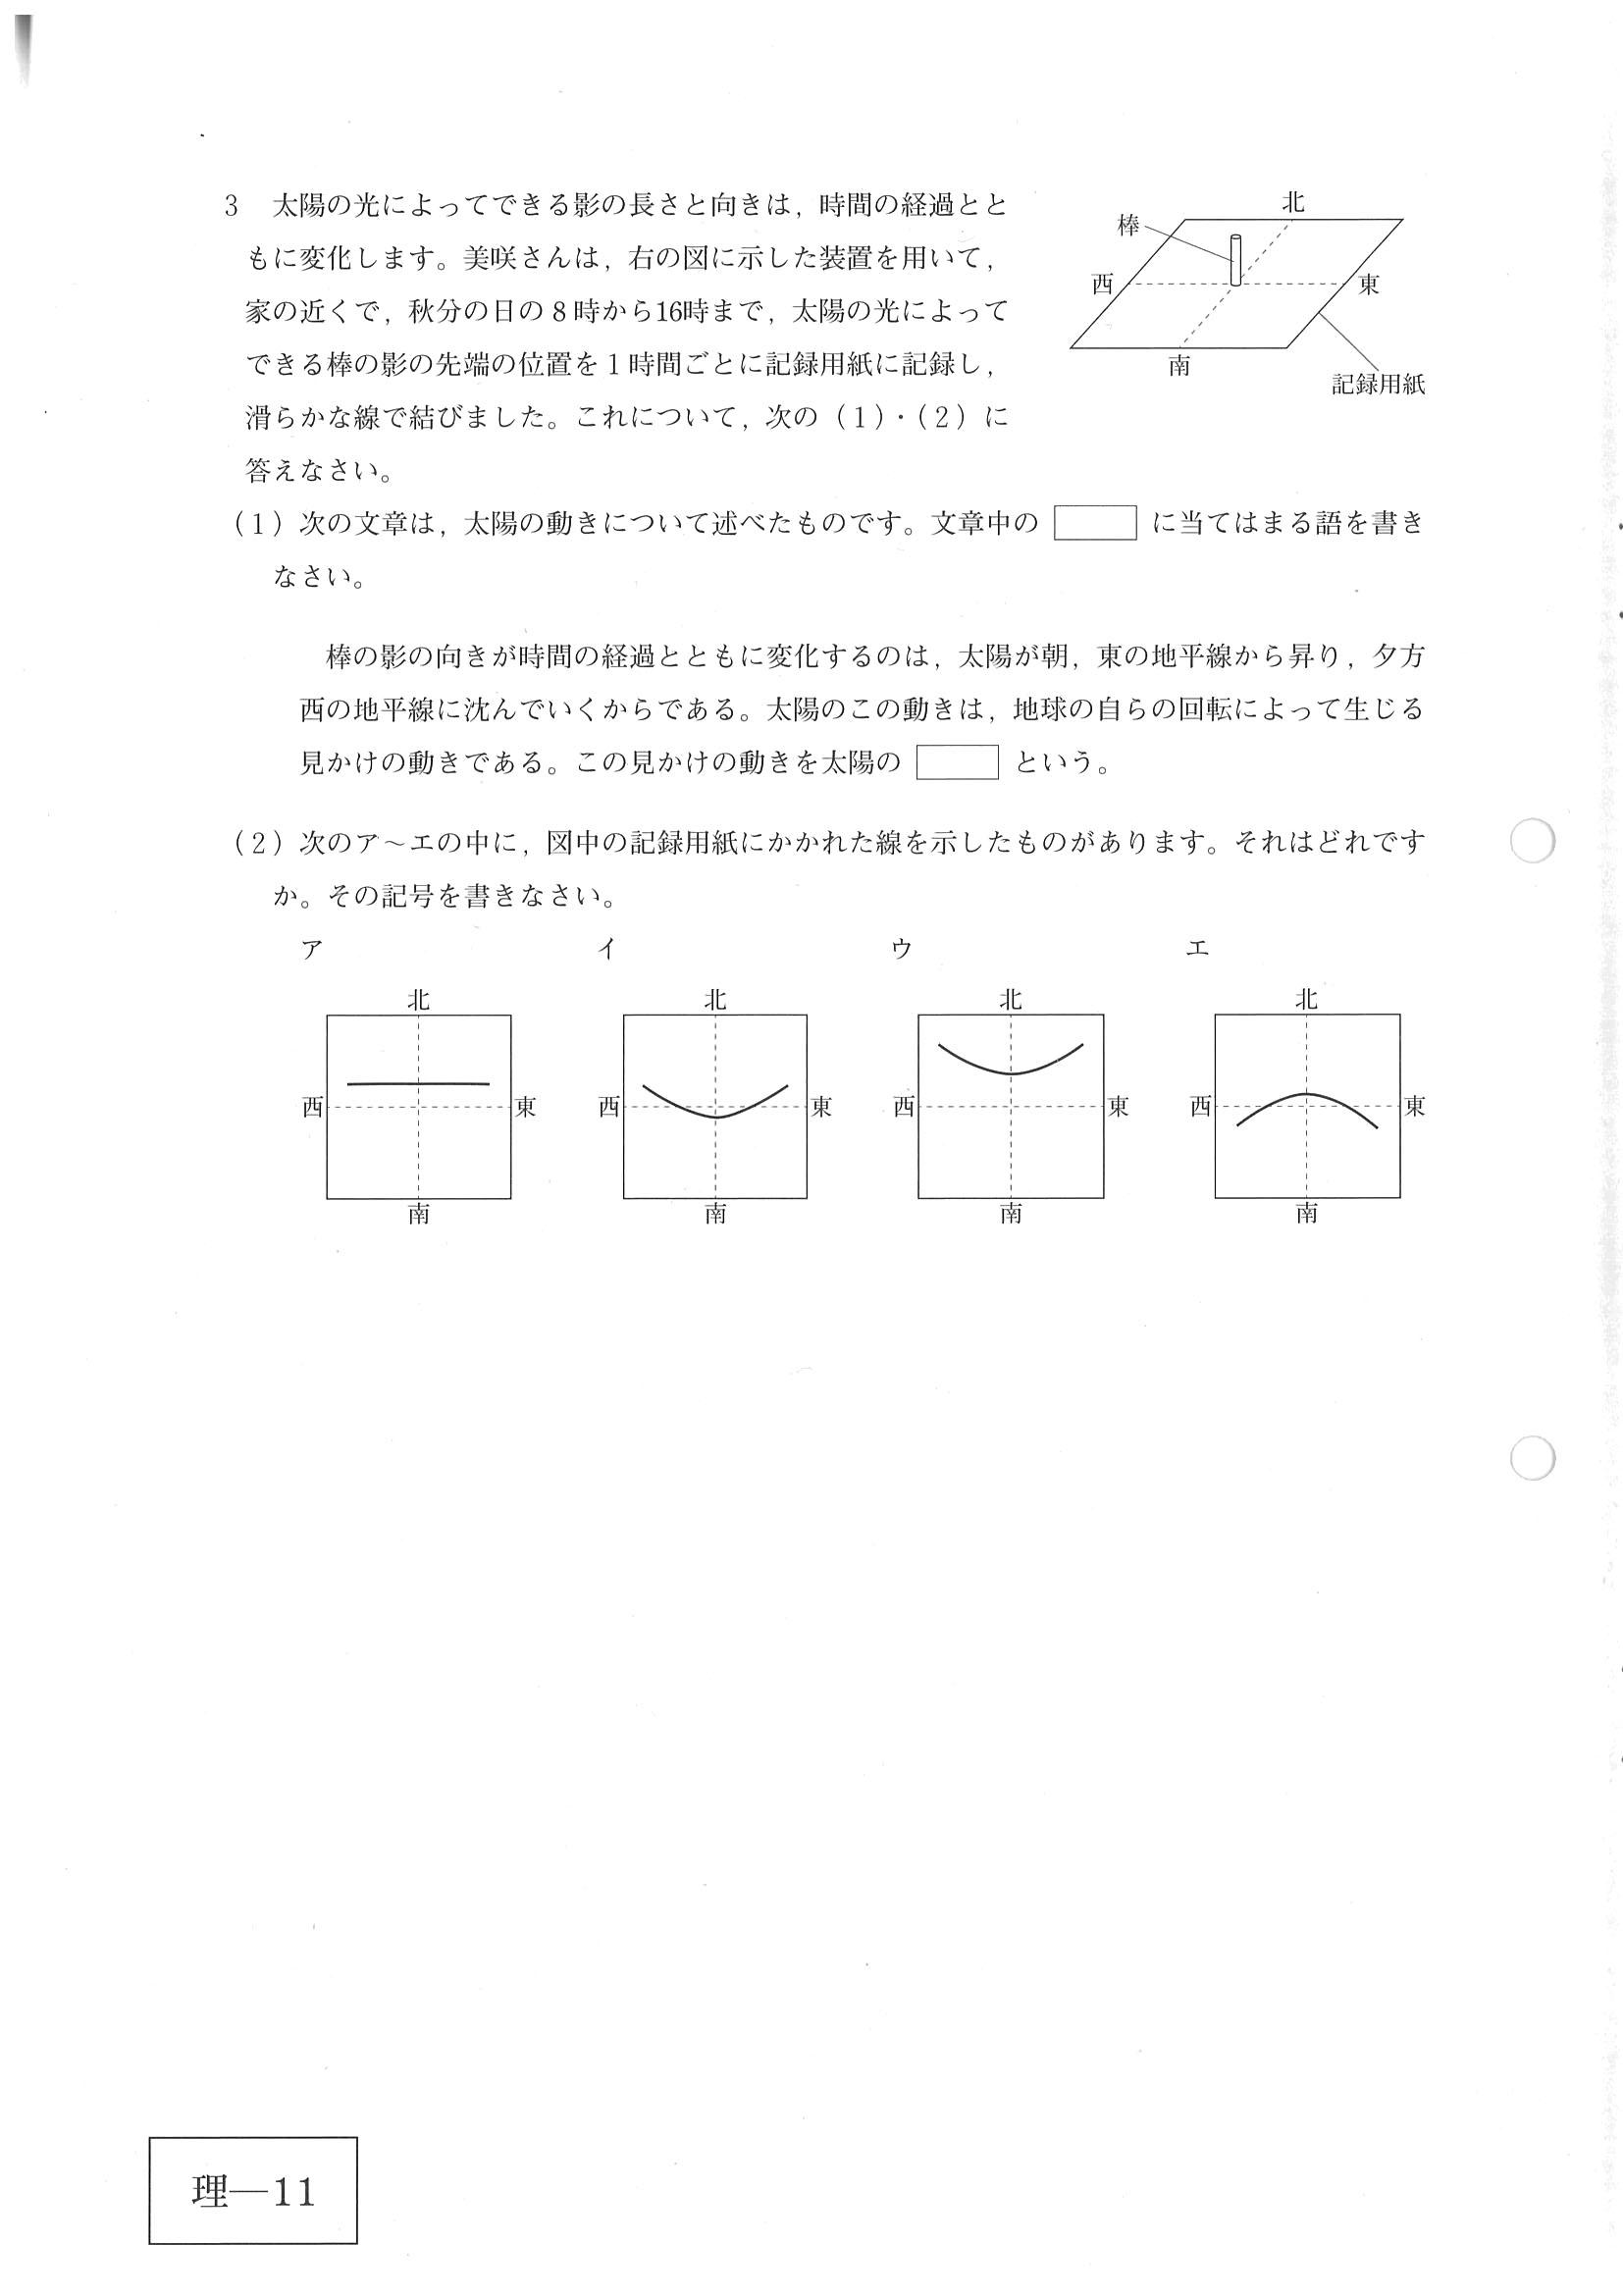 3　太陽の光によってできる影の長さと向きは，時間の経過とと
もに変化します。美咲さんは，右の図に示した装置を用いて，
家の近くで，秋分の日の8時から16時まで，太陽の光によって
できる棒の影の先端の位置を1時間ごとに記録用紙に記録し，
滑らかな線で結びました。これについて，次の（1）・（2）に
答えなさい。
北
棒
西
東
南
記録用紙
（1）次の文章は，太陽の動きについて述べたものです。文章中の　　　に当てはまる語を書き
なさい。
棒の影の向きが時間の経過とともに変化するのは，太陽が朝，東の地平線から昇り，夕方
西の地平線に沈んでいくからである。太陽のこの動きは，地球の自らの回転によって生じる
見かけの動きである。この見かけの動きを太陽の　　　という。
（2）次のア～エの中に，図中の記録用紙にかかれた線を示したものがあります。それはどれです
か。その記号を書きなさい。
ア　イ　ウ　エ
北　北　北　北
西　東　西　東　西　東　西　東
南　南　南　南
理―11